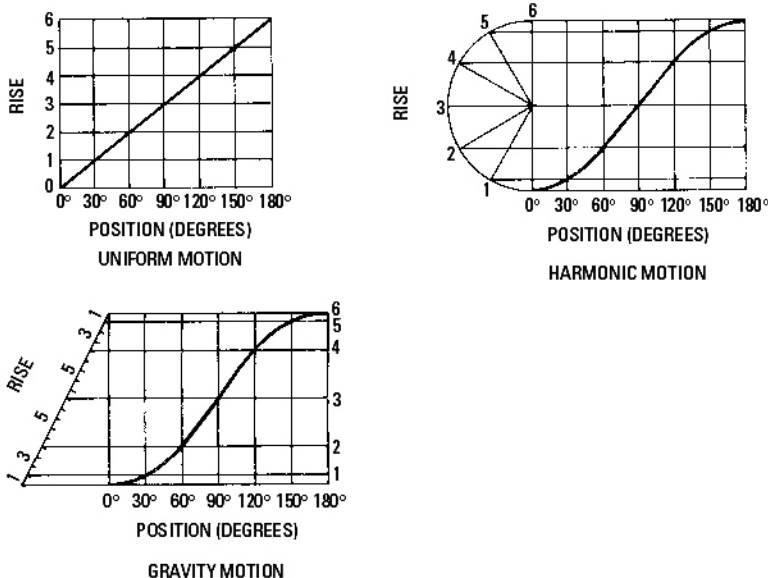 6
5
4
3
2
1
0
RISE
0° 30° 60° 90° 120° 150° 180°
POSITION (DEGREES)
UNIFORM MOTION
6
5
4
3
2
1
RISE
0° 30° 60° 90° 120° 150° 180°
POSITION (DEGREES)
HARMONIC MOTION
1
3
5
5
3
1
RISE
6
5
4
3
2
1
0° 30° 60° 90° 120° 150° 180°
POSITION (DEGREES)
GRAVITY MOTION